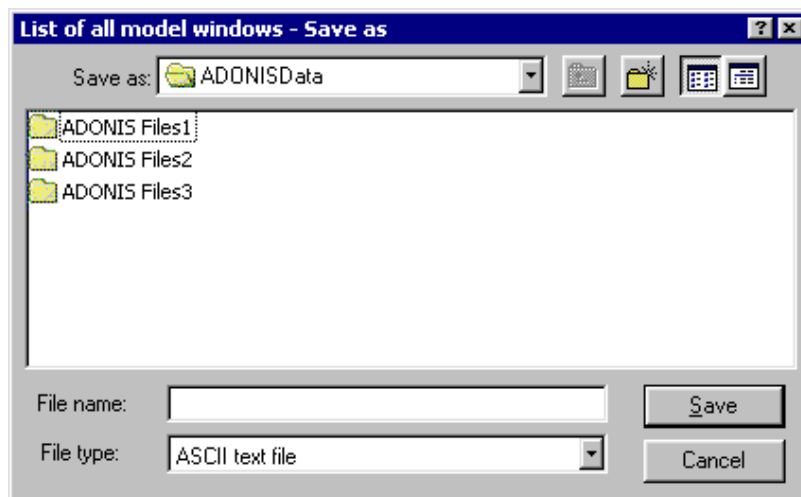 List of all model windows - Save as
Save as: ADONISData
ADONIS Files1
ADONIS Files2
ADONIS Files3
File name:
Save
File type: ASCII text file
Cancel